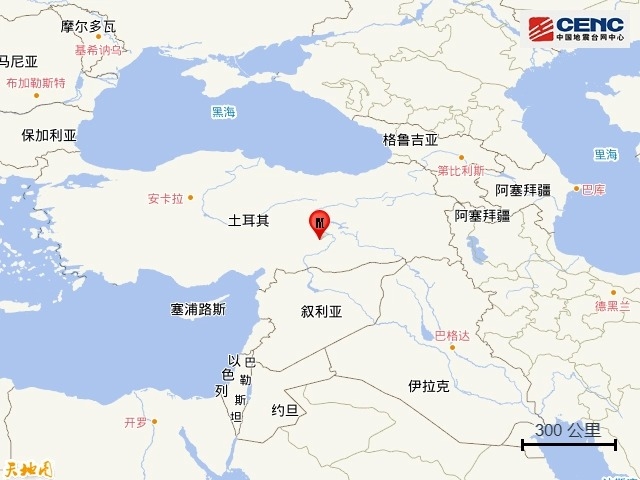 CENC
中国地震台网中心
摩尔多瓦
基希讷乌
马尼亚
布加勒斯特
黑海
保加利亚
格鲁吉亚
里海
第比利斯
阿塞拜疆
巴库
安卡拉
土耳其
阿塞拜疆
M
塞浦路斯
叙利亚
德黑兰
巴格达
以色列
巴勒斯坦
伊拉克
约旦
开罗
300 公里
天地图